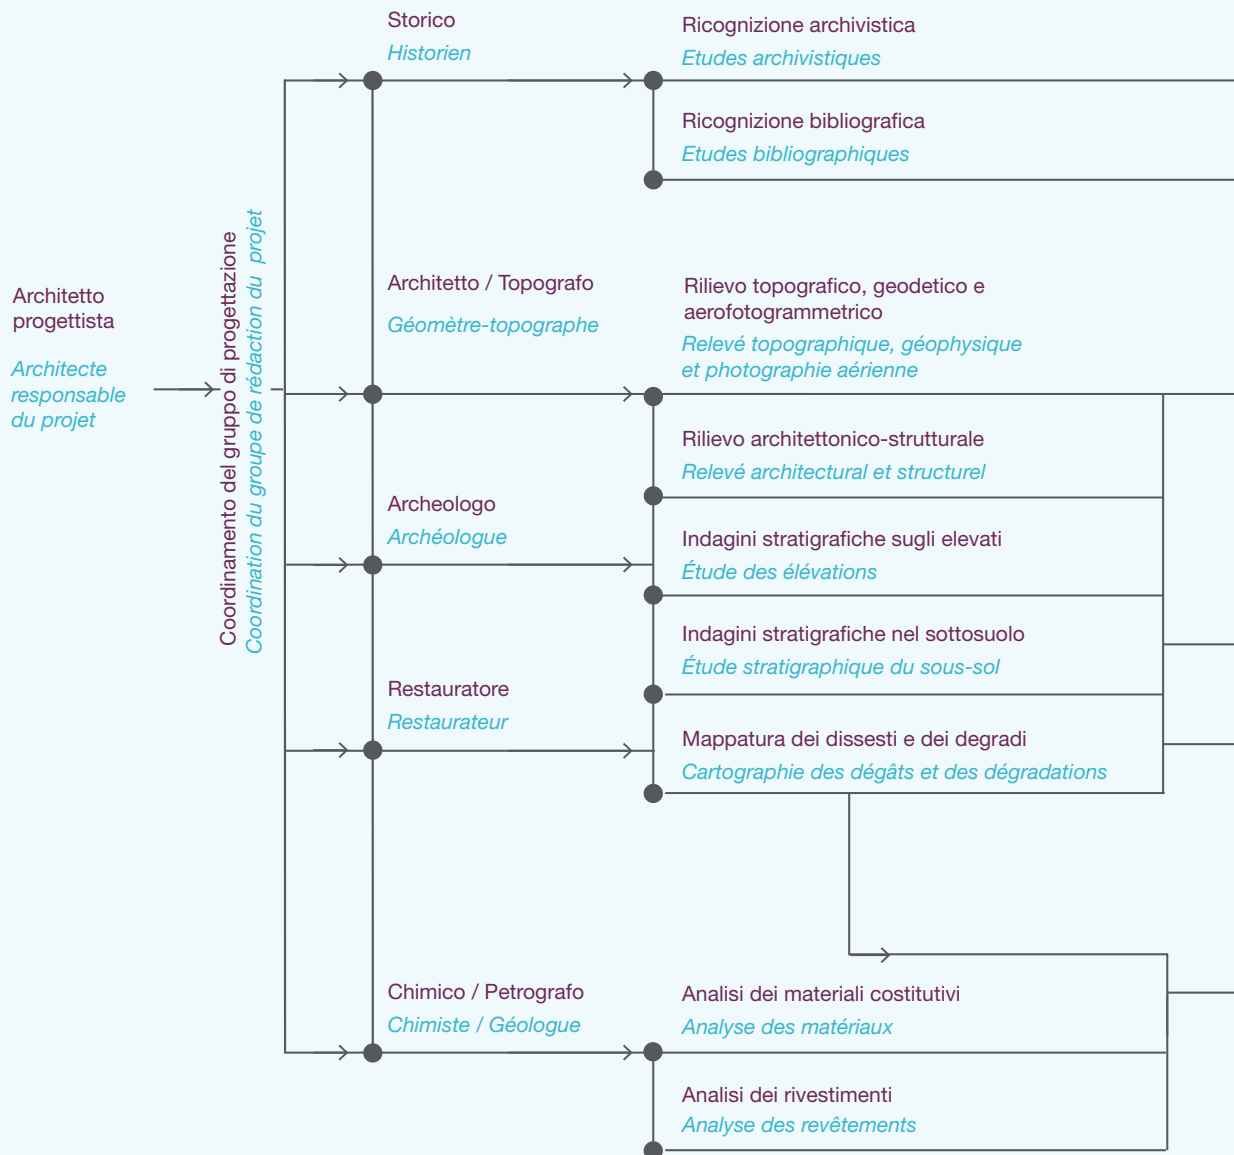 Architetto
progettista
Architecte
responsable
du projet
Coordinamento del gruppo di progettazione
Coordination du groupe de rédaction du projet
Storico
Historien
Ricognizione archivistica
Etudes archivistiques
Ricognizione bibliografica
Etudes bibliographiques
Architetto / Topografo
Géomètre-topographe
Rilievo topografico, geodetico e
aerofotogrammetrico
Relevé topographique, géophysique
et photographie aérienne
Rilievo architettonico-strutturale
Relevé architectural et structurel
Archeologo
Archéologue
Indagini stratigrafiche sugli elevati
Étude des élévations
Indagini stratigrafiche nel sottosuolo
Étude stratigraphique du sous-sol
Restauratore
Restaurateur
Mappatura dei dissesti e dei degradi
Cartographie des dégâts et des dégradations
Chimico / Petrografo
Chimiste / Géologue
Analisi dei materiali costitutivi
Analyse des matériaux
Analisi dei rivestimenti
Analyse des revêtements